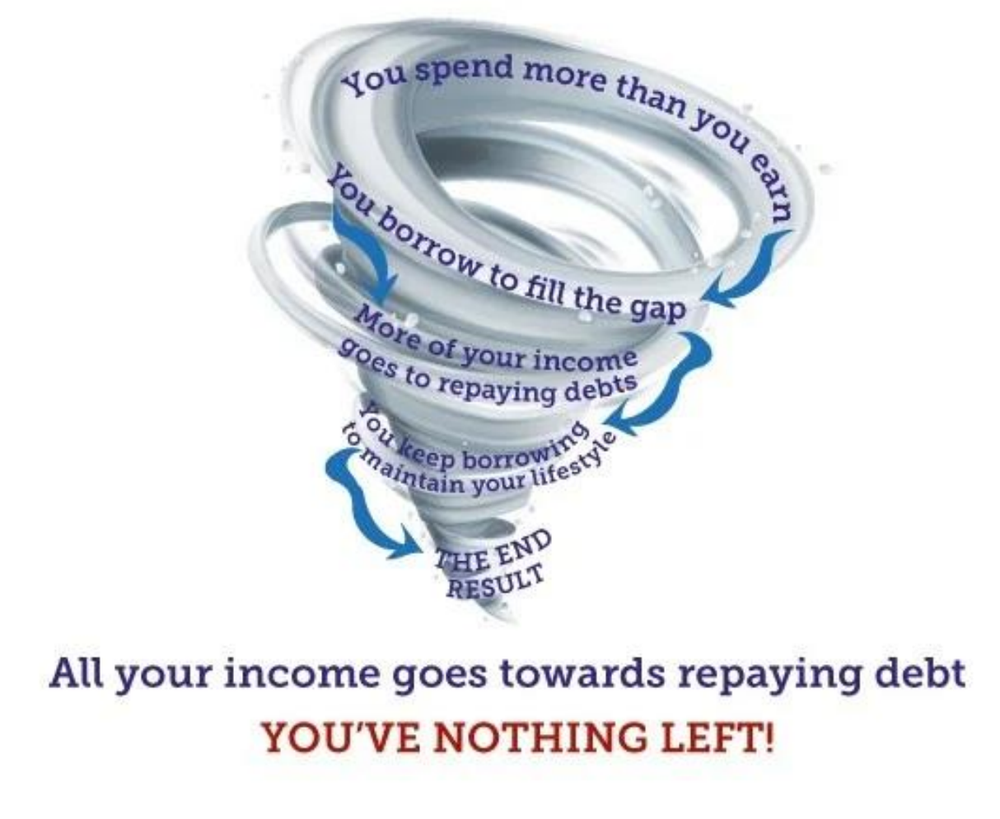 You spend more than you earn
You borrow to fill the gap
More of your income
goes to repaying debts
You keep borrowing
to maintain your lifestyle
THE END
RESULT
All your income goes towards repaying debt
YOU'VE NOTHING LEFT!